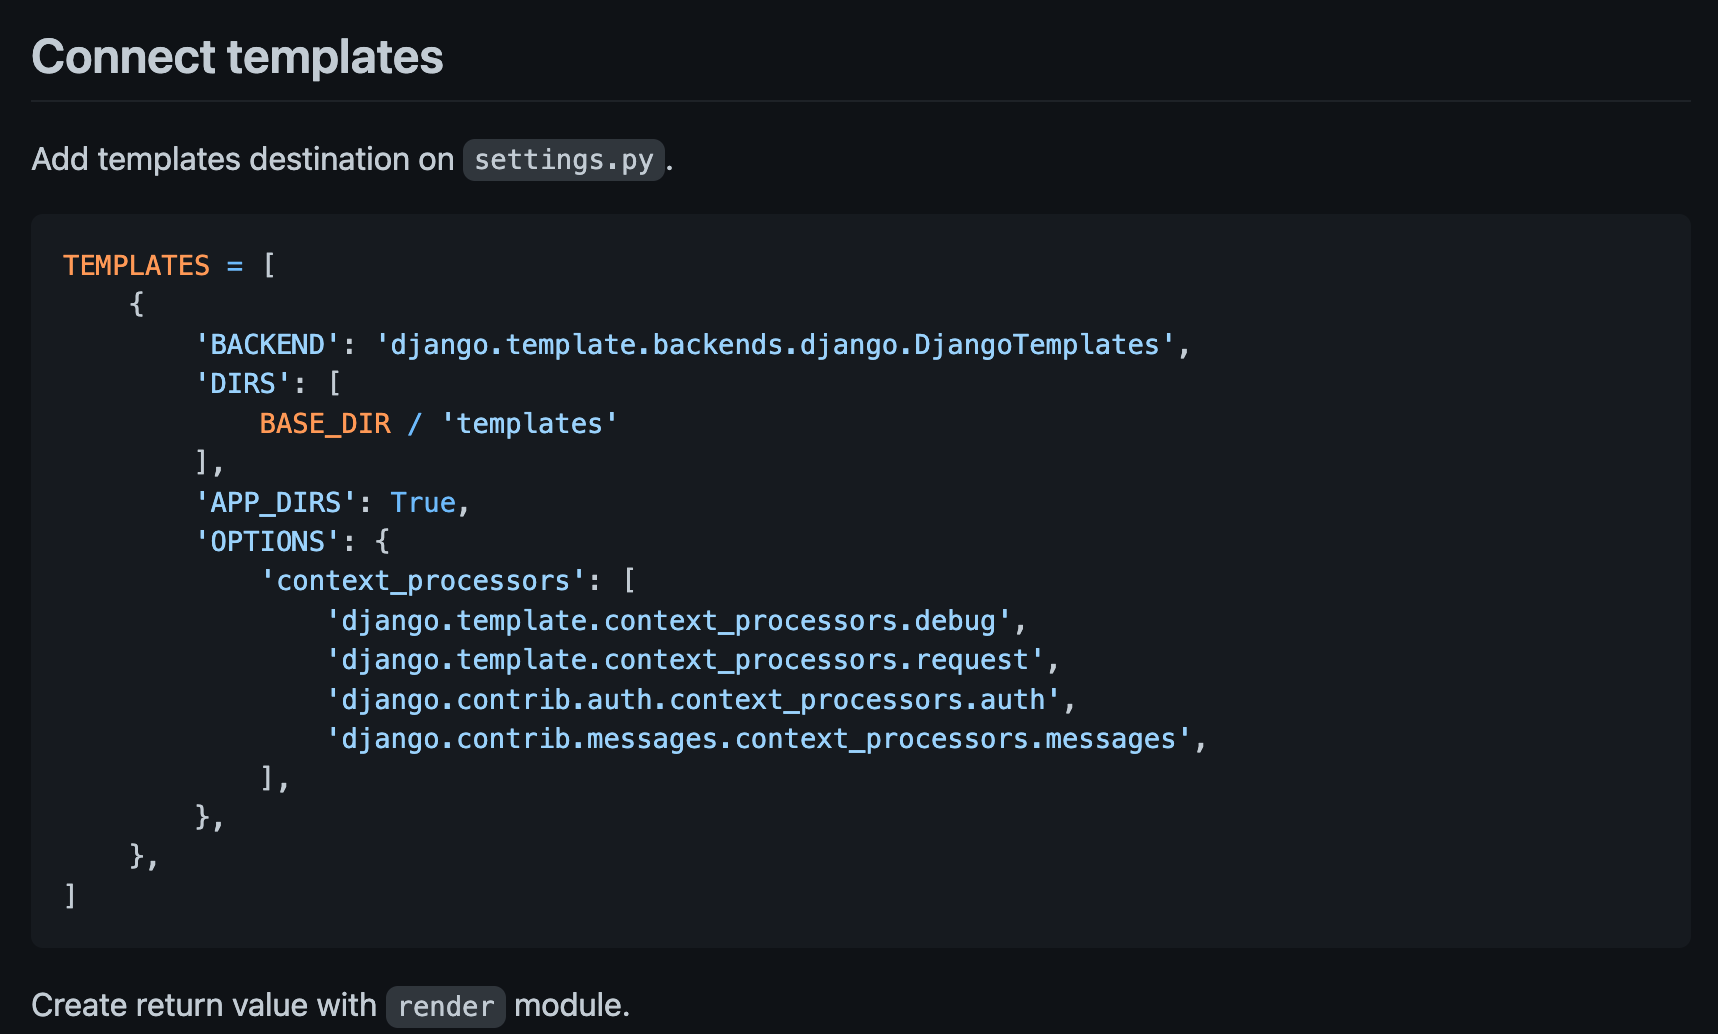 Connect templates
Add templates destination on settings.py.
TEMPLATES = [
    {
        'BACKEND': 'django.template.backends.django.DjangoTemplates',
        'DIRS': [
            BASE_DIR / 'templates'
        ],
        'APP_DIRS': True,
        'OPTIONS': {
            'context_processors': [
                'django.template.context_processors.debug',
                'django.template.context_processors.request',
                'django.contrib.auth.context_processors.auth',
                'django.contrib.messages.context_processors.messages',
            ],
        },
    },
]
Create return value with render module.